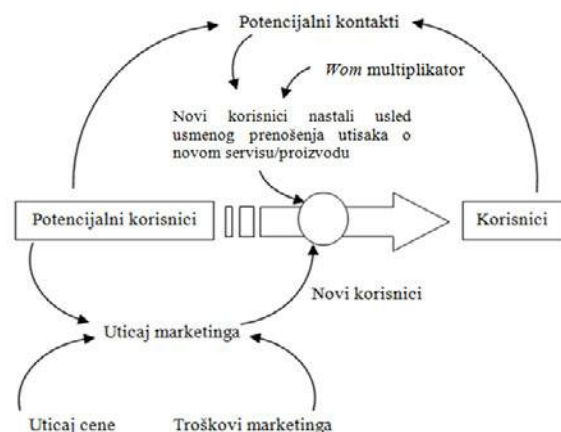 Potencijalni kontakti
Wom multiplikator
Novi korisnici nastali usled
usmenog prenošenja utisaka o
novom servisu/proizvodu
Potencijalni korisnici
Korisnici
Novi korisnici
Uticaj marketinga
Uticaj cene
Troškovi marketinga